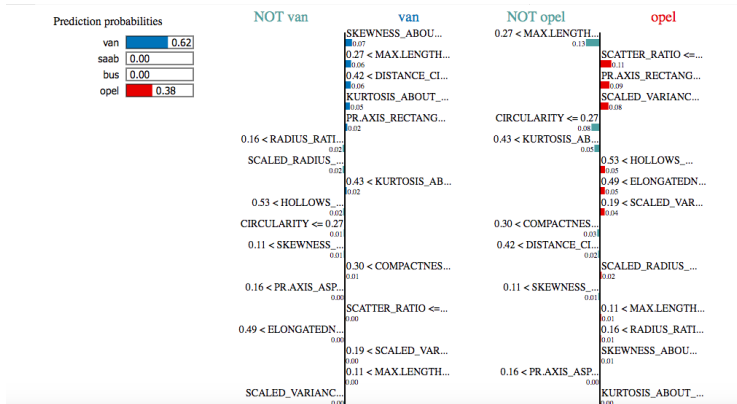 Prediction probabilities
van 0.62
saab 0.00
bus 0.00
opel 0.38
NOT van van
SKEWNESS_ABOU...
0.07
0.27 < MAX.LENGTH...
0.06
0.42 < DISTANCE_CI...
0.06
KURTOSIS_ABOUT_...
0.05
PR.AXIS_RECTANG...
0.02
0.16 < RADIUS_RATI...
0.02
SCALED_RADIUS_...
0.02
0.43 < KURTOSIS_AB...
0.02
0.53 < HOLLOWS_...
0.02
CIRCULARITY <= 0.27
0.01
0.11 < SKEWNESS_...
0.01
0.30 < COMPACTNES...
0.01
0.16 < PR.AXIS_ASP...
0.00
SCATTER_RATIO <=...
0.00
0.49 < ELONGATEDN...
0.00
0.19 < SCALED_VAR...
0.00
0.11 < MAX.LENGTH...
0.00
SCALED_VARIANC...
0.00
NOT opel opel
0.27 < MAX.LENGTH...
0.13
SCATTER_RATIO <=...
0.11
PR.AXIS_RECTANG...
0.09
SCALED_VARIANC...
0.08
CIRCULARITY <= 0.27
0.08
0.43 < KURTOSIS_AB...
0.05
0.53 < HOLLOWS_...
0.05
0.49 < ELONGATEDN...
0.05
0.19 < SCALED_VAR...
0.04
0.30 < COMPACTNES...
0.03
0.42 < DISTANCE_CI...
0.02
SCALED_RADIUS_...
0.02
0.11 < SKEWNESS_...
0.01
0.11 < MAX.LENGTH...
0.01
0.16 < RADIUS_RATI...
0.01
SKEWNESS_ABOU...
0.01
0.16 < PR.AXIS_ASP...
0.00
KURTOSIS_ABOUT_...
0.00